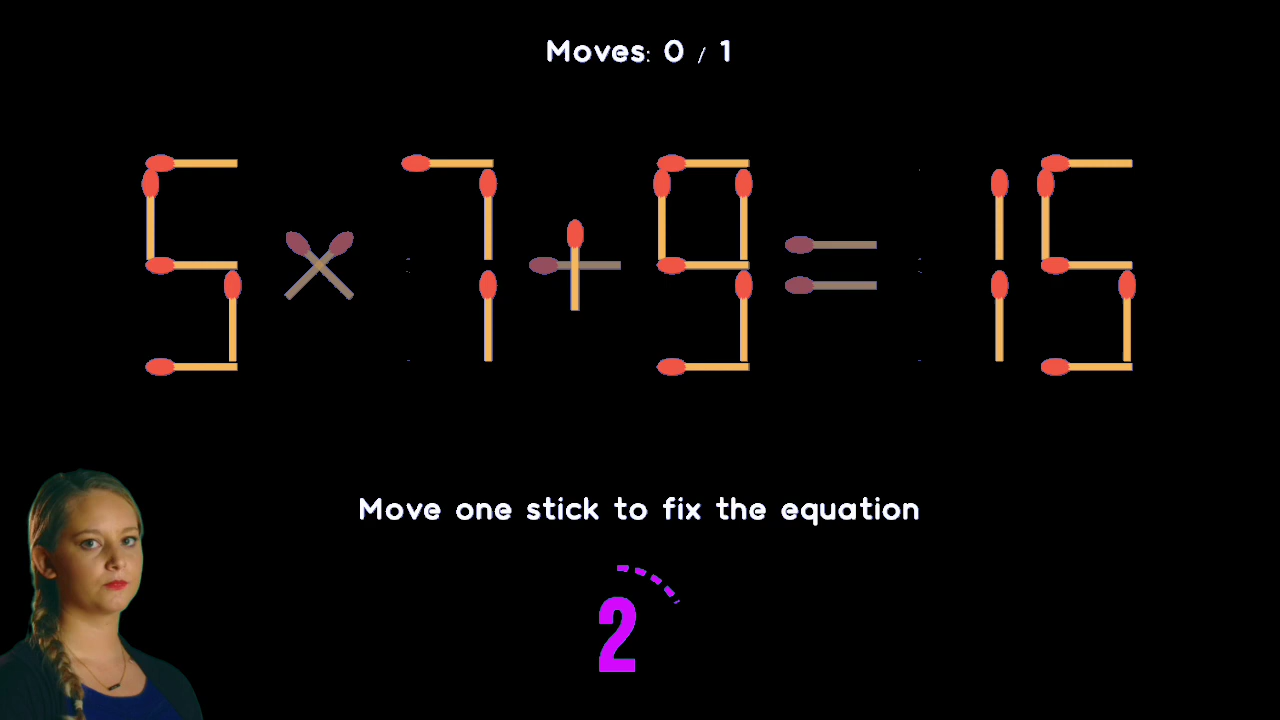 Moves: 0 / 1
5 × 7 + 9 = 15
Move one stick to fix the equation
2